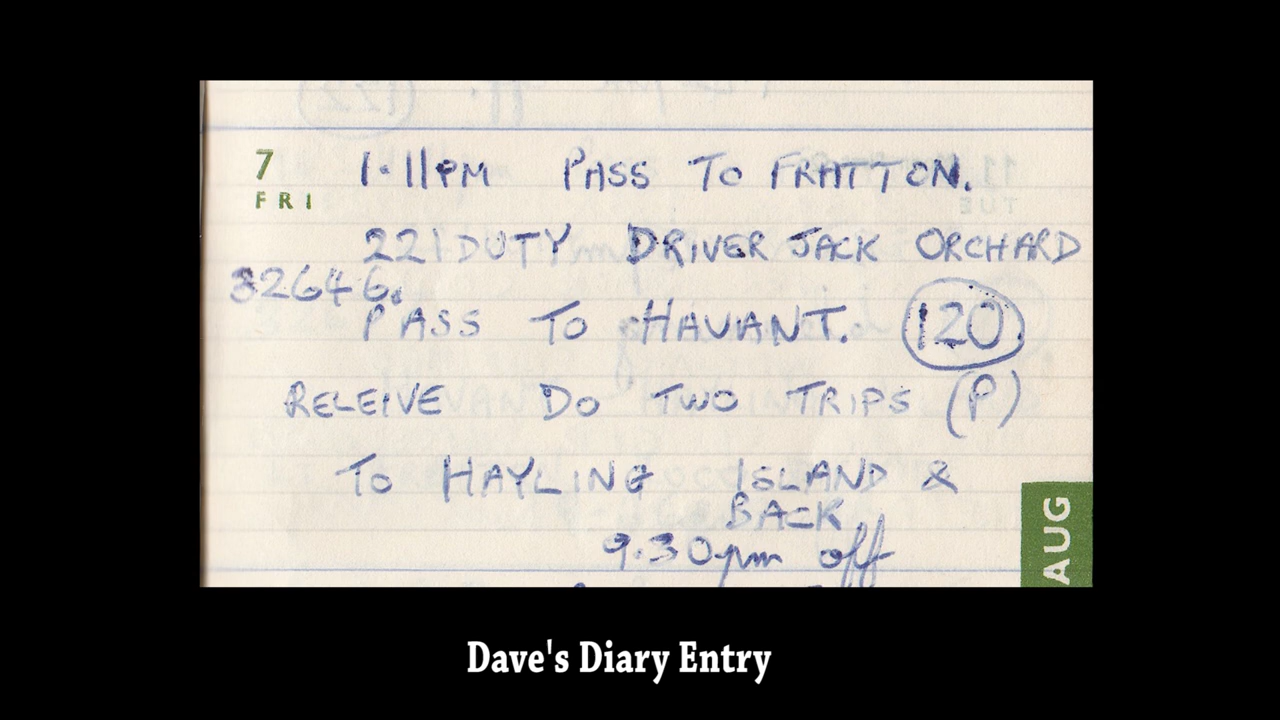 7 1.11PM PASS TO FRATTON.
FRI
221 DUTY DRIVER JACK ORCHARD
32646.
PASS TO HAVANT. 120
RELEIVE DO TWO TRIPS (P)
TO HAYLING ISLAND &
BACK
9.30pm off
AUG
Dave's Diary Entry